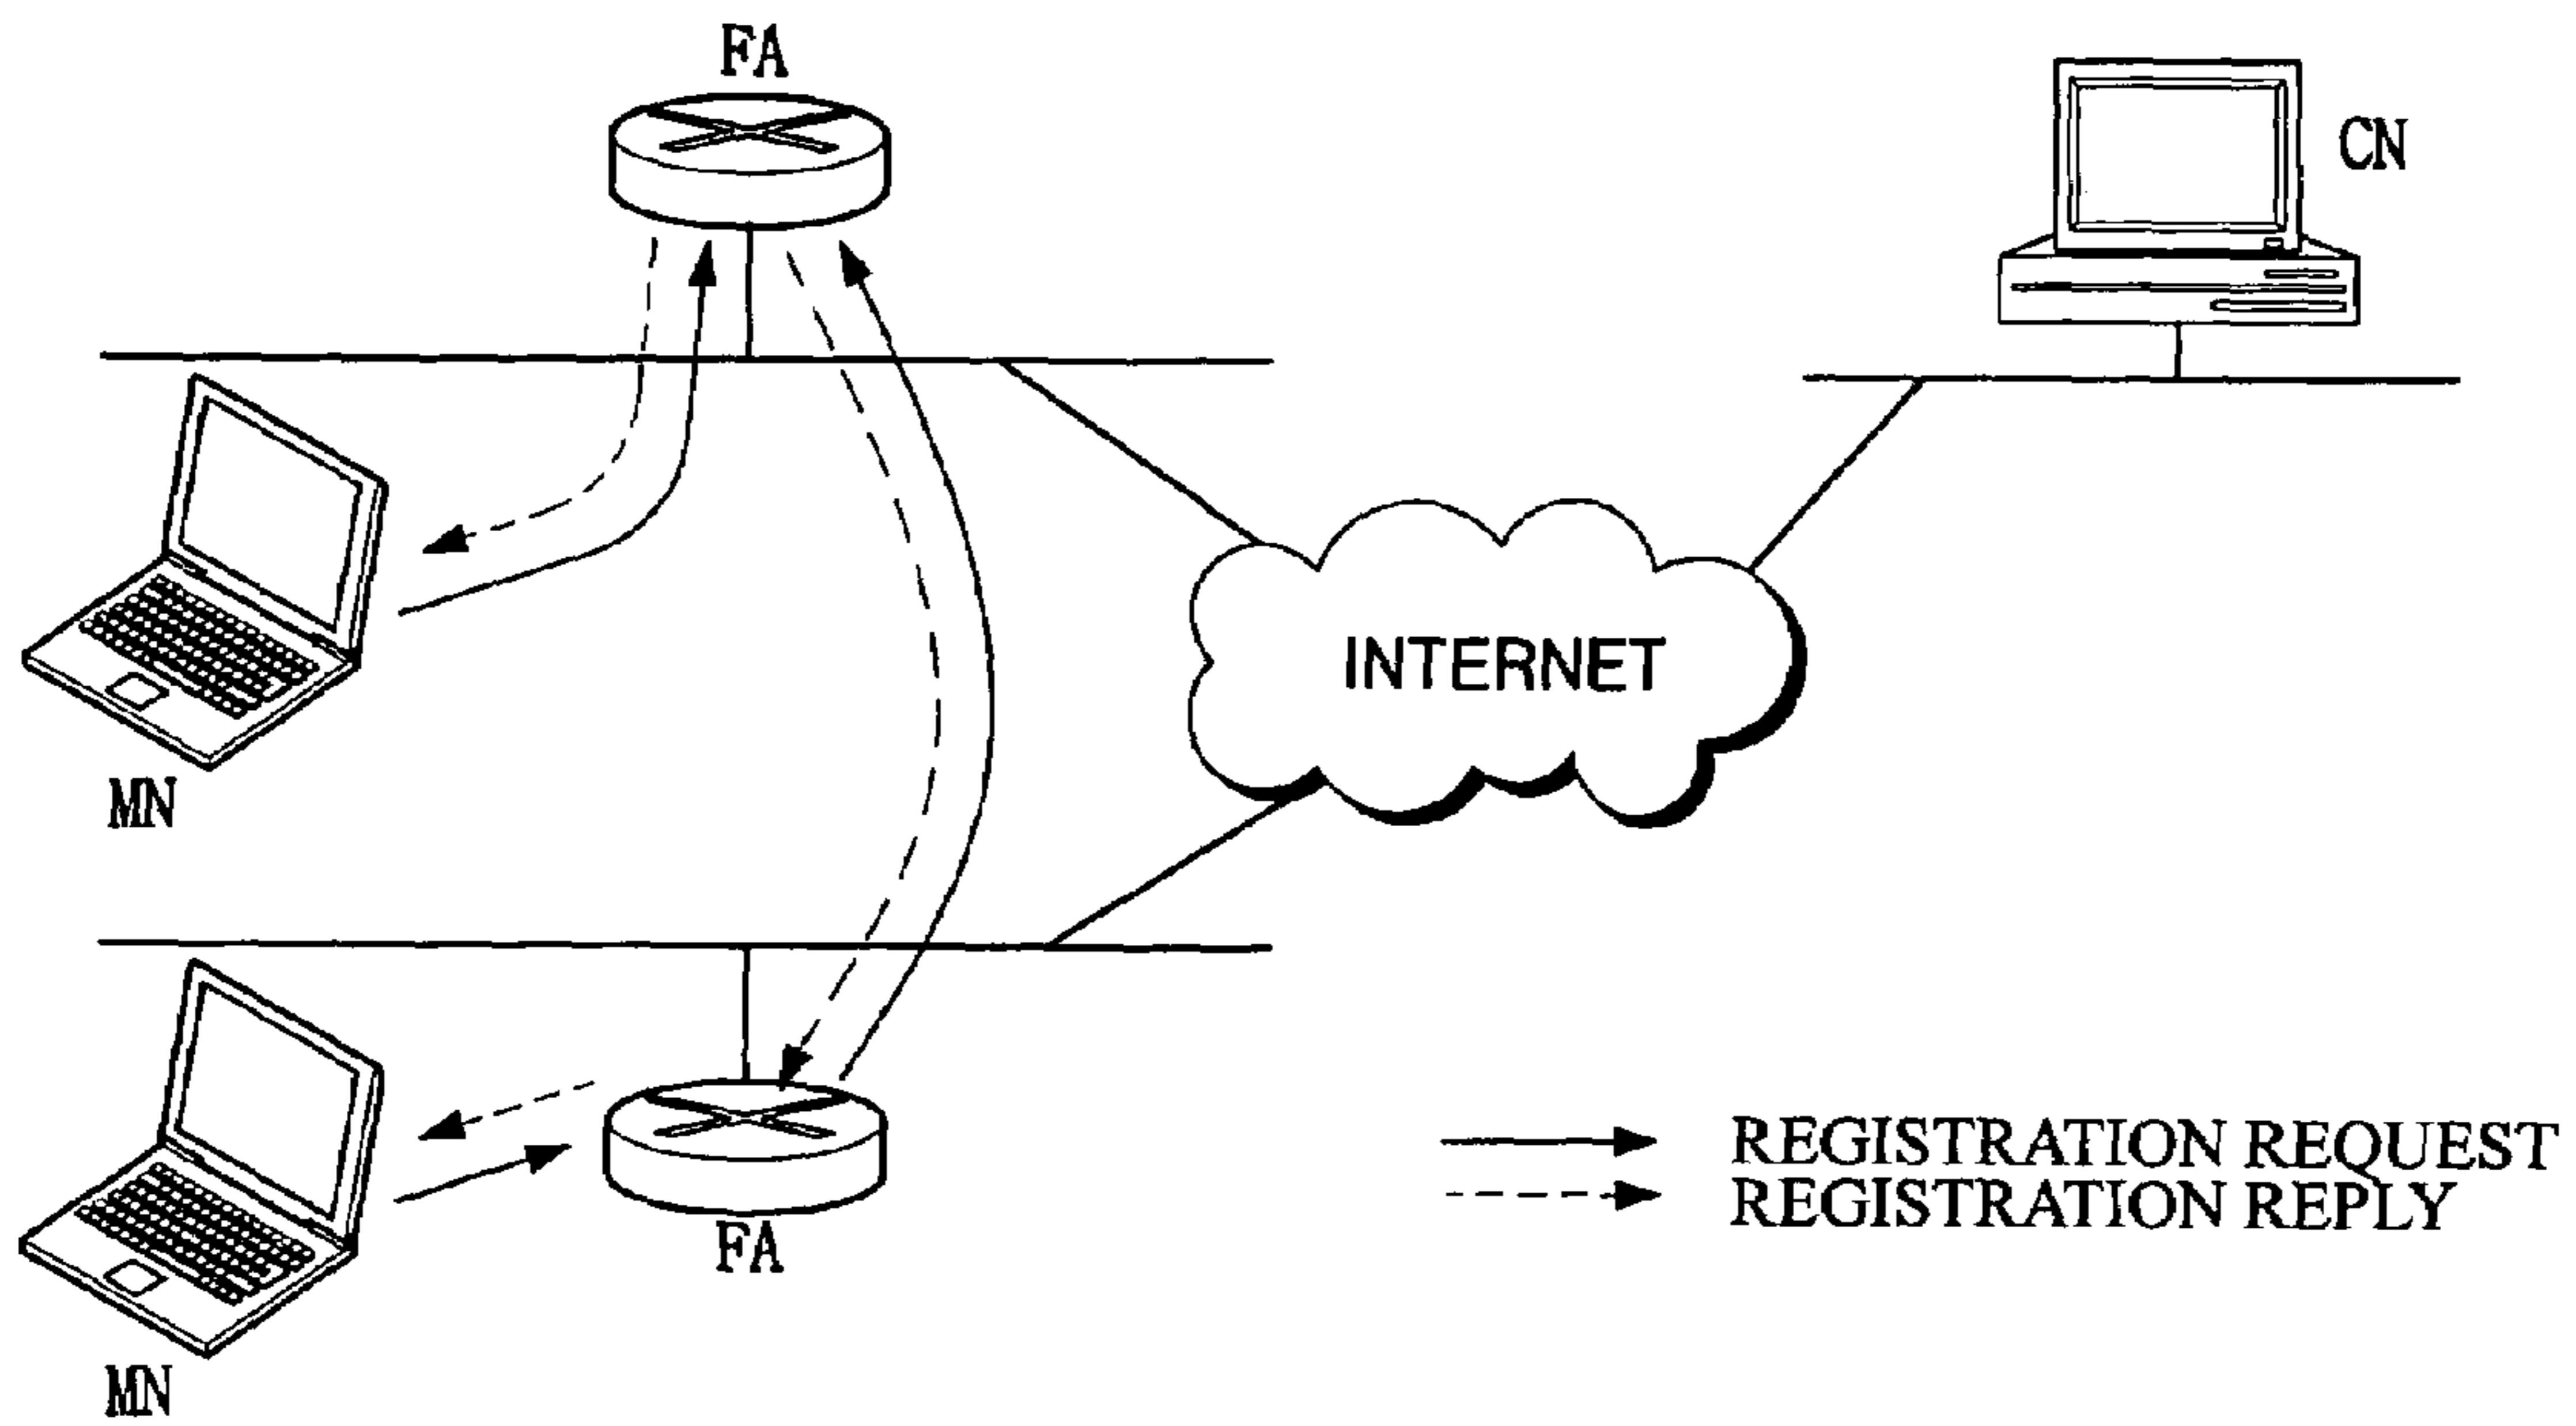 FA
CN
MN
INTERNET
FA
MN
REGISTRATION REQUEST
REGISTRATION REPLY